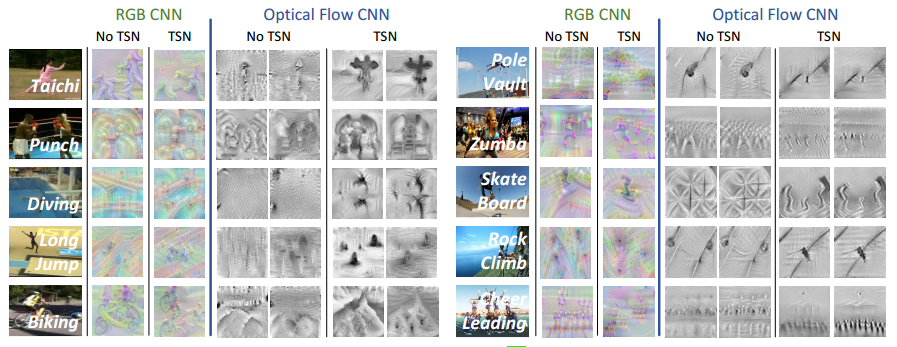 RGB CNN Optical Flow CNN RGB CNN Optical Flow CNN
No TSN TSN No TSN TSN No TSN TSN No TSN TSN
Taichi
Punch
Diving
Long
Jump
Biking
Pole
Vault
Zumba
Skate
Board
Rock
Climb
Cheer
Leading